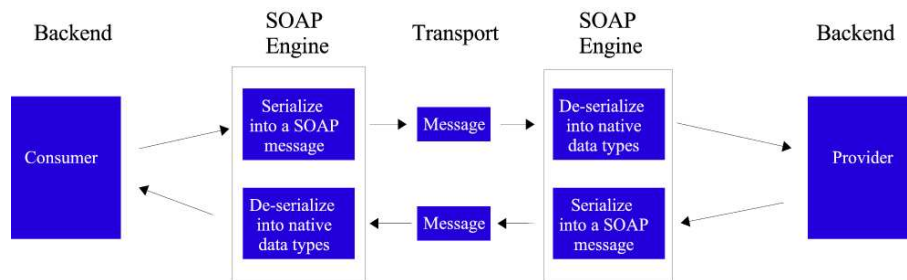 Backend
SOAP
Engine
Transport
SOAP
Engine
Backend
Consumer
Serialize
into a SOAP
message
Message
De-serialize
into native
data types
Provider
De-serialize
into native
data types
Message
Serialize
into a SOAP
message